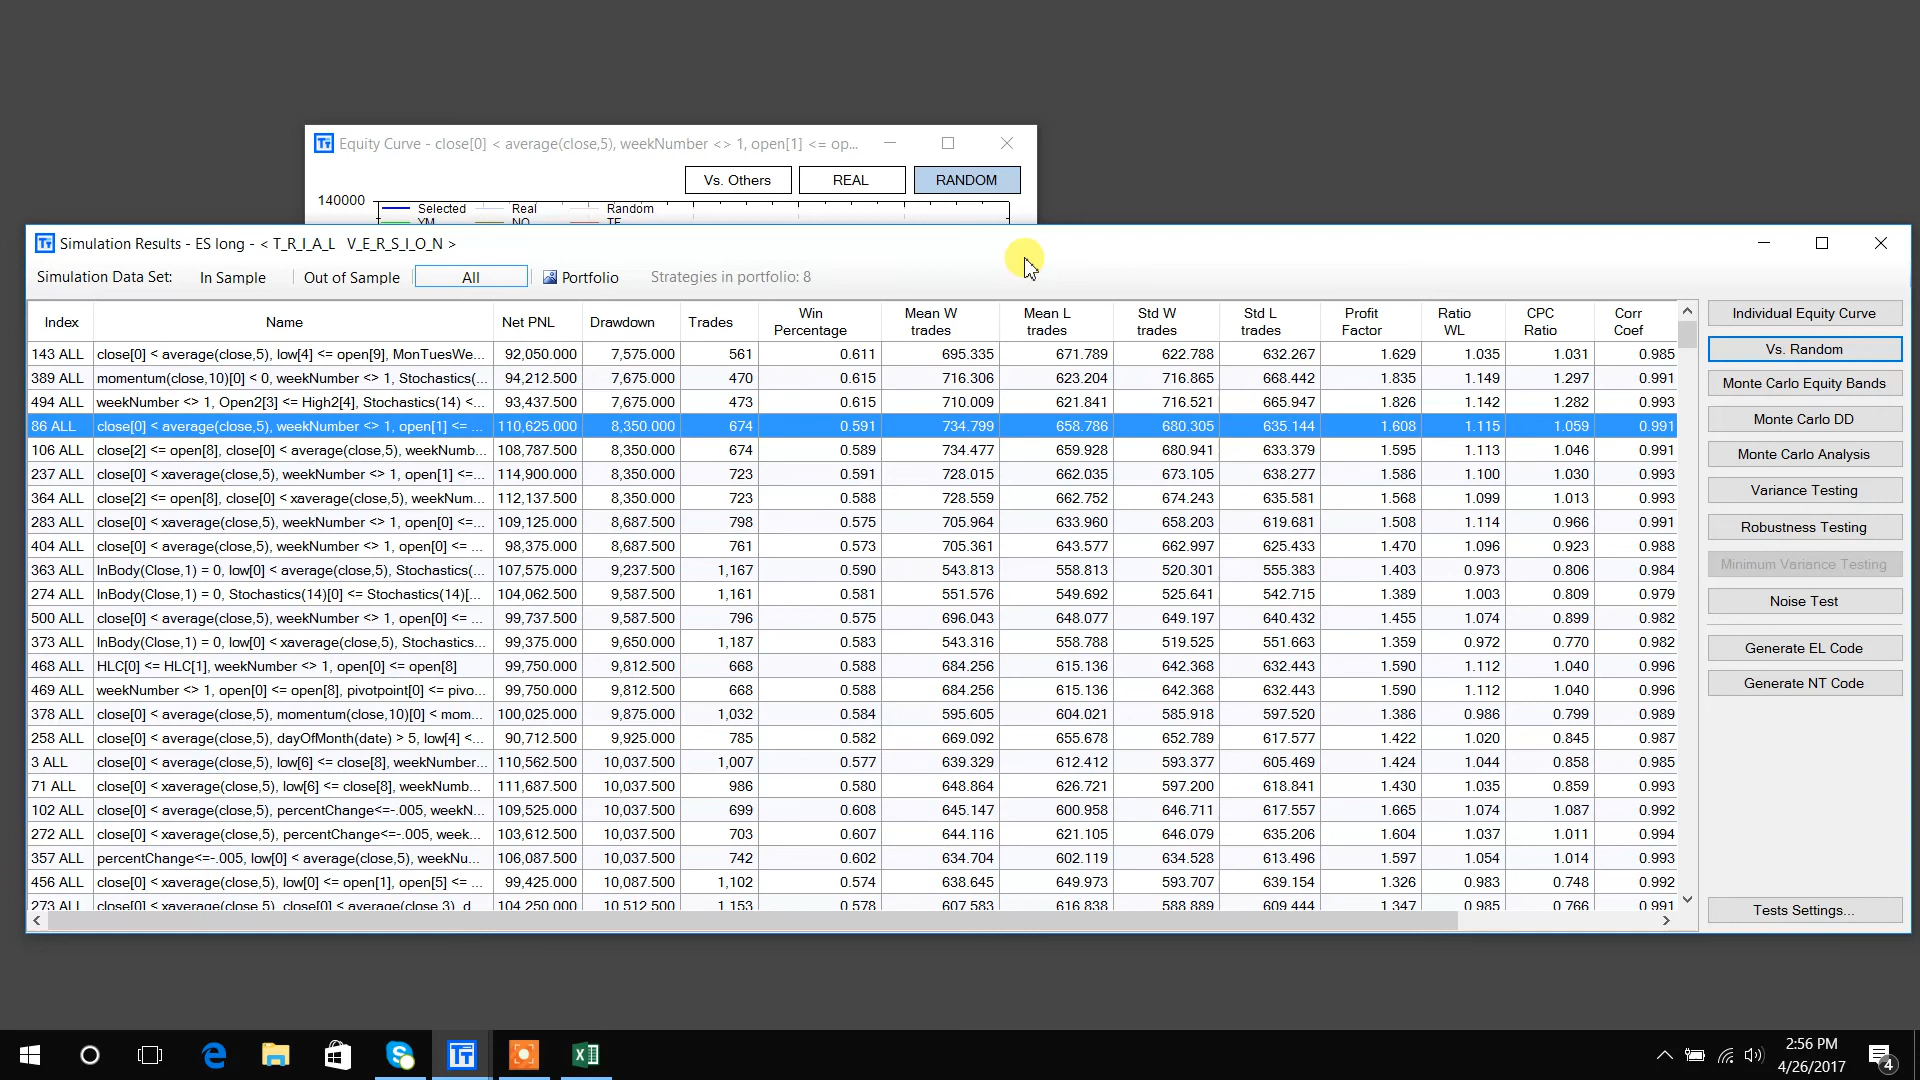 Equity Curve - close[0] < average(close,5), weekNumber <> 1, open[1] <= op...
Vs. Others REAL RANDOM
140000 Selected Real Random
YM NQ TF
Simulation Results - ES long - < T_R_I_A_L V_E_R_S_I_O_N >
Simulation Data Set: In Sample Out of Sample All Portfolio Strategies in portfolio: 8
Index Name Net PNL Drawdown Trades Win Percentage Mean W trades Mean L trades Std W trades Std L trades Profit Factor Ratio WL CPC Ratio Corr Coef
143 ALL close[0] < average(close,5), low[4] <= open[9], MonTuesWe... 92,050.000 7,575.000 561 0.611 695.335 671.789 622.788 632.267 1.629 1.035 1.031 0.985
389 ALL momentum(close,10)[0] < 0, weekNumber <> 1, Stochastics(... 94,212.500 7,675.000 470 0.615 716.306 623.204 716.865 668.442 1.835 1.149 1.297 0.991
494 ALL weekNumber <> 1, Open2[3] <= High2[4], Stochastics(14) <... 93,437.500 7,675.000 473 0.615 710.009 621.841 716.521 665.947 1.826 1.142 1.282 0.993
86 ALL close[0] < average(close,5), weekNumber <> 1, open[1] <= ... 110,625.000 8,350.000 674 0.591 734.799 658.786 680.305 635.144 1.608 1.115 1.059 0.991
106 ALL close[2] <= open[8], close[0] < average(close,5), weekNumb... 108,787.500 8,350.000 674 0.589 734.477 659.928 680.941 633.379 1.595 1.113 1.046 0.991
237 ALL close[0] < xaverage(close,5), weekNumber <> 1, open[1] <=... 114,900.000 8,350.000 723 0.591 728.015 662.035 673.105 638.277 1.586 1.100 1.030 0.993
364 ALL close[2] <= open[8], close[0] < xaverage(close,5), weekNum... 112,137.500 8,350.000 723 0.588 728.559 662.752 674.243 635.581 1.568 1.099 1.013 0.993
283 ALL close[0] < xaverage(close,5), weekNumber <> 1, open[0] <=... 109,125.000 8,687.500 798 0.575 705.964 633.960 658.203 619.681 1.508 1.114 0.966 0.991
404 ALL close[0] < average(close,5), weekNumber <> 1, open[0] <= ... 98,375.000 8,687.500 761 0.573 705.361 643.577 662.997 625.433 1.470 1.096 0.923 0.988
363 ALL InBody(Close,1) = 0, low[0] < average(close,5), Stochastics(... 107,575.000 9,237.500 1,167 0.590 543.813 558.813 520.301 555.383 1.403 0.973 0.806 0.984
274 ALL InBody(Close,1) = 0, Stochastics(14)[0] <= Stochastics(14)[... 104,062.500 9,587.500 1,161 0.581 551.576 549.692 525.641 542.715 1.389 1.003 0.809 0.979
500 ALL close[0] < average(close,5), weekNumber <> 1, open[0] <= ... 99,737.500 9,587.500 796 0.575 696.043 648.077 649.197 640.432 1.455 1.074 0.899 0.982
373 ALL InBody(Close,1) = 0, low[0] < xaverage(close,5), Stochastics... 99,375.000 9,650.000 1,187 0.583 543.316 558.788 519.525 551.663 1.359 0.972 0.770 0.982
468 ALL HLC[0] <= HLC[1], weekNumber <> 1, open[0] <= open[8] 99,750.000 9,812.500 668 0.588 684.256 615.136 642.368 632.443 1.590 1.112 1.040 0.996
469 ALL weekNumber <> 1, open[0] <= open[8], pivotpoint[0] <= pivo... 99,750.000 9,812.500 668 0.588 684.256 615.136 642.368 632.443 1.590 1.112 1.040 0.996
378 ALL close[0] < average(close,5), momentum(close,10)[0] < mom... 100,025.000 9,875.000 1,032 0.584 595.605 604.021 585.918 597.520 1.386 0.986 0.799 0.989
258 ALL close[0] < average(close,5), dayOfMonth(date) > 5, low[4] <... 90,712.500 9,925.000 785 0.582 669.092 655.678 652.789 617.577 1.422 1.020 0.845 0.987
3 ALL close[0] < average(close,5), low[6] <= close[8], weekNumber... 110,562.500 10,037.500 1,007 0.577 639.329 612.412 593.377 605.469 1.424 1.044 0.858 0.985
71 ALL close[0] < xaverage(close,5), low[6] <= close[8], weekNumb... 111,687.500 10,037.500 986 0.580 648.864 626.721 597.200 618.841 1.430 1.035 0.859 0.993
102 ALL close[0] < average(close,5), percentChange<=-.005, weekN... 109,525.000 10,037.500 699 0.608 645.147 600.958 646.711 617.557 1.665 1.074 1.087 0.992
272 ALL close[0] < xaverage(close,5), percentChange<=-.005, week... 103,612.500 10,037.500 703 0.607 644.116 621.105 646.079 635.206 1.604 1.037 1.011 0.994
357 ALL percentChange<=-.005, low[0] < average(close,5), weekNu... 106,087.500 10,037.500 742 0.602 634.704 602.119 634.528 613.496 1.597 1.054 1.014 0.993
456 ALL close[0] < xaverage(close,5), low[0] <= open[1], open[5] <= ... 99,425.000 10,087.500 1,102 0.574 638.645 649.973 593.707 639.154 1.326 0.983 0.748 0.992
273 ALL close[0] < xaverage(close,5), close[0] < average(close,3), d... 104,250.000 10,512.500 1,153 0.578 607.583 616.838 588.889 609.444 1.347 0.985 0.766 0.991
Individual Equity Curve
Vs. Random
Monte Carlo Equity Bands
Monte Carlo DD
Monte Carlo Analysis
Variance Testing
Robustness Testing
Minimum Variance Testing
Noise Test
Generate EL Code
Generate NT Code
Tests Settings...
2:56 PM
4/26/2017
4